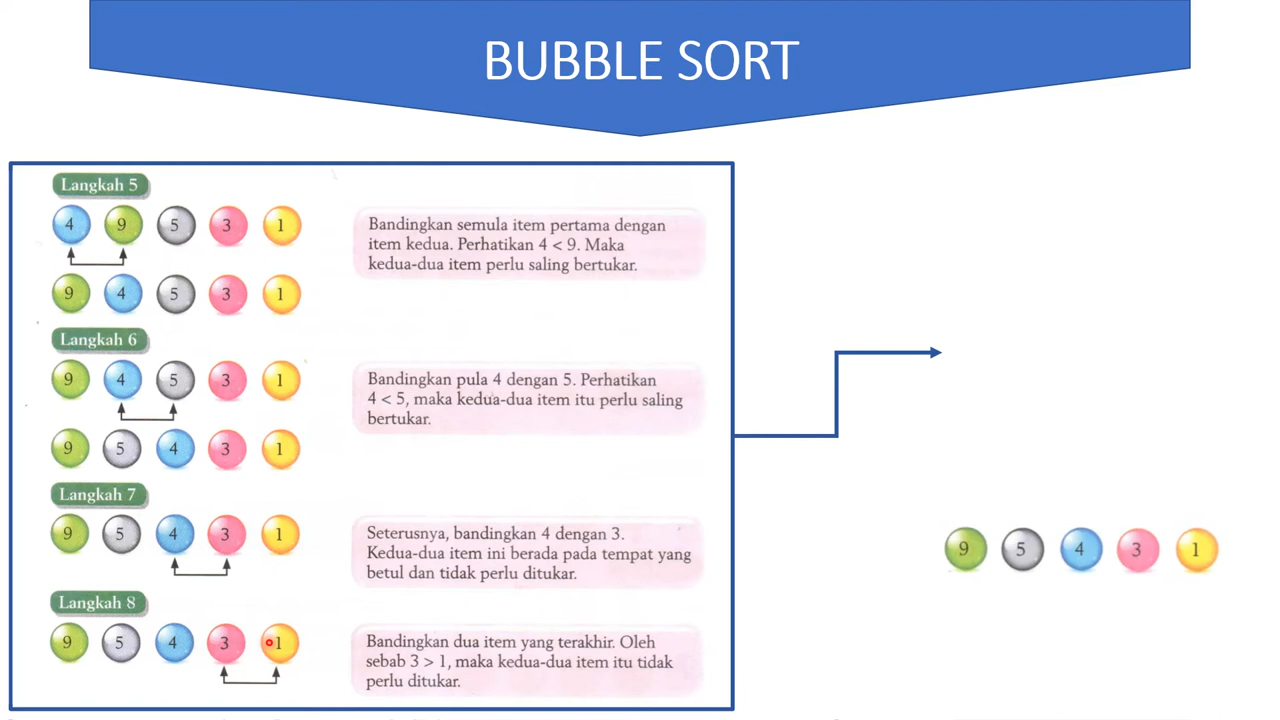 BUBBLE SORT
Langkah 5
4 9 5 3 1
Bandingkan semula item pertama dengan
item kedua. Perhatikan 4 < 9. Maka
kedua-dua item perlu saling bertukar.
9 4 5 3 1
Langkah 6
9 4 5 3 1
Bandingkan pula 4 dengan 5. Perhatikan
4 < 5, maka kedua-dua item itu perlu saling
bertukar.
9 5 4 3 1
Langkah 7
9 5 4 3 1
Seterusnya, bandingkan 4 dengan 3.
Kedua-dua item ini berada pada tempat yang
betul dan tidak perlu ditukar.
Langkah 8
9 5 4 3 1
Bandingkan dua item yang terakhir. Oleh
sebab 3 > 1, maka kedua-dua item itu tidak
perlu ditukar.
9 5 4 3 1